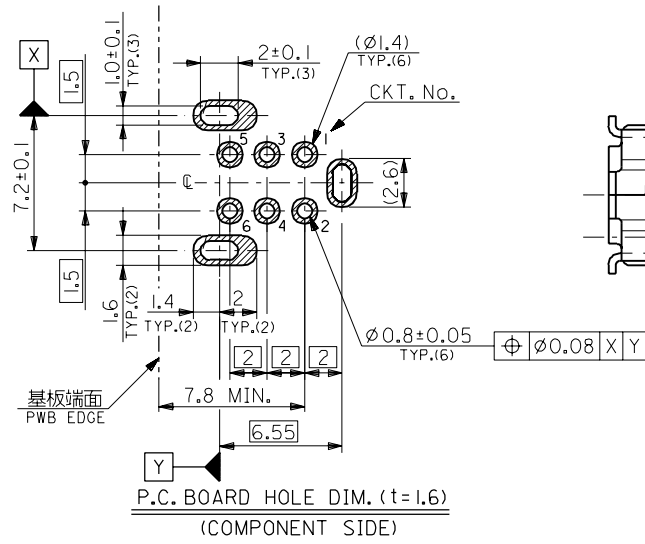 X
1.5
1.0±0.1
TYP.(3)
2±0.1
TYP.(3)
(Ø1.4)
TYP.(6)
CKT. No.
5
3
1
7.2±0.1
℄
(2.6)
6
4
2
1.5
1.6
TYP.(2)
1.4
TYP.(2)
2
TYP.(2)
Ø0.8±0.05
TYP.(6)
⌖ Ø0.08 X Y
2
2
2
基板端面
PWB EDGE
7.8 MIN.
6.55
Y
P.C. BOARD HOLE DIM. (t=1.6)
(COMPONENT SIDE)